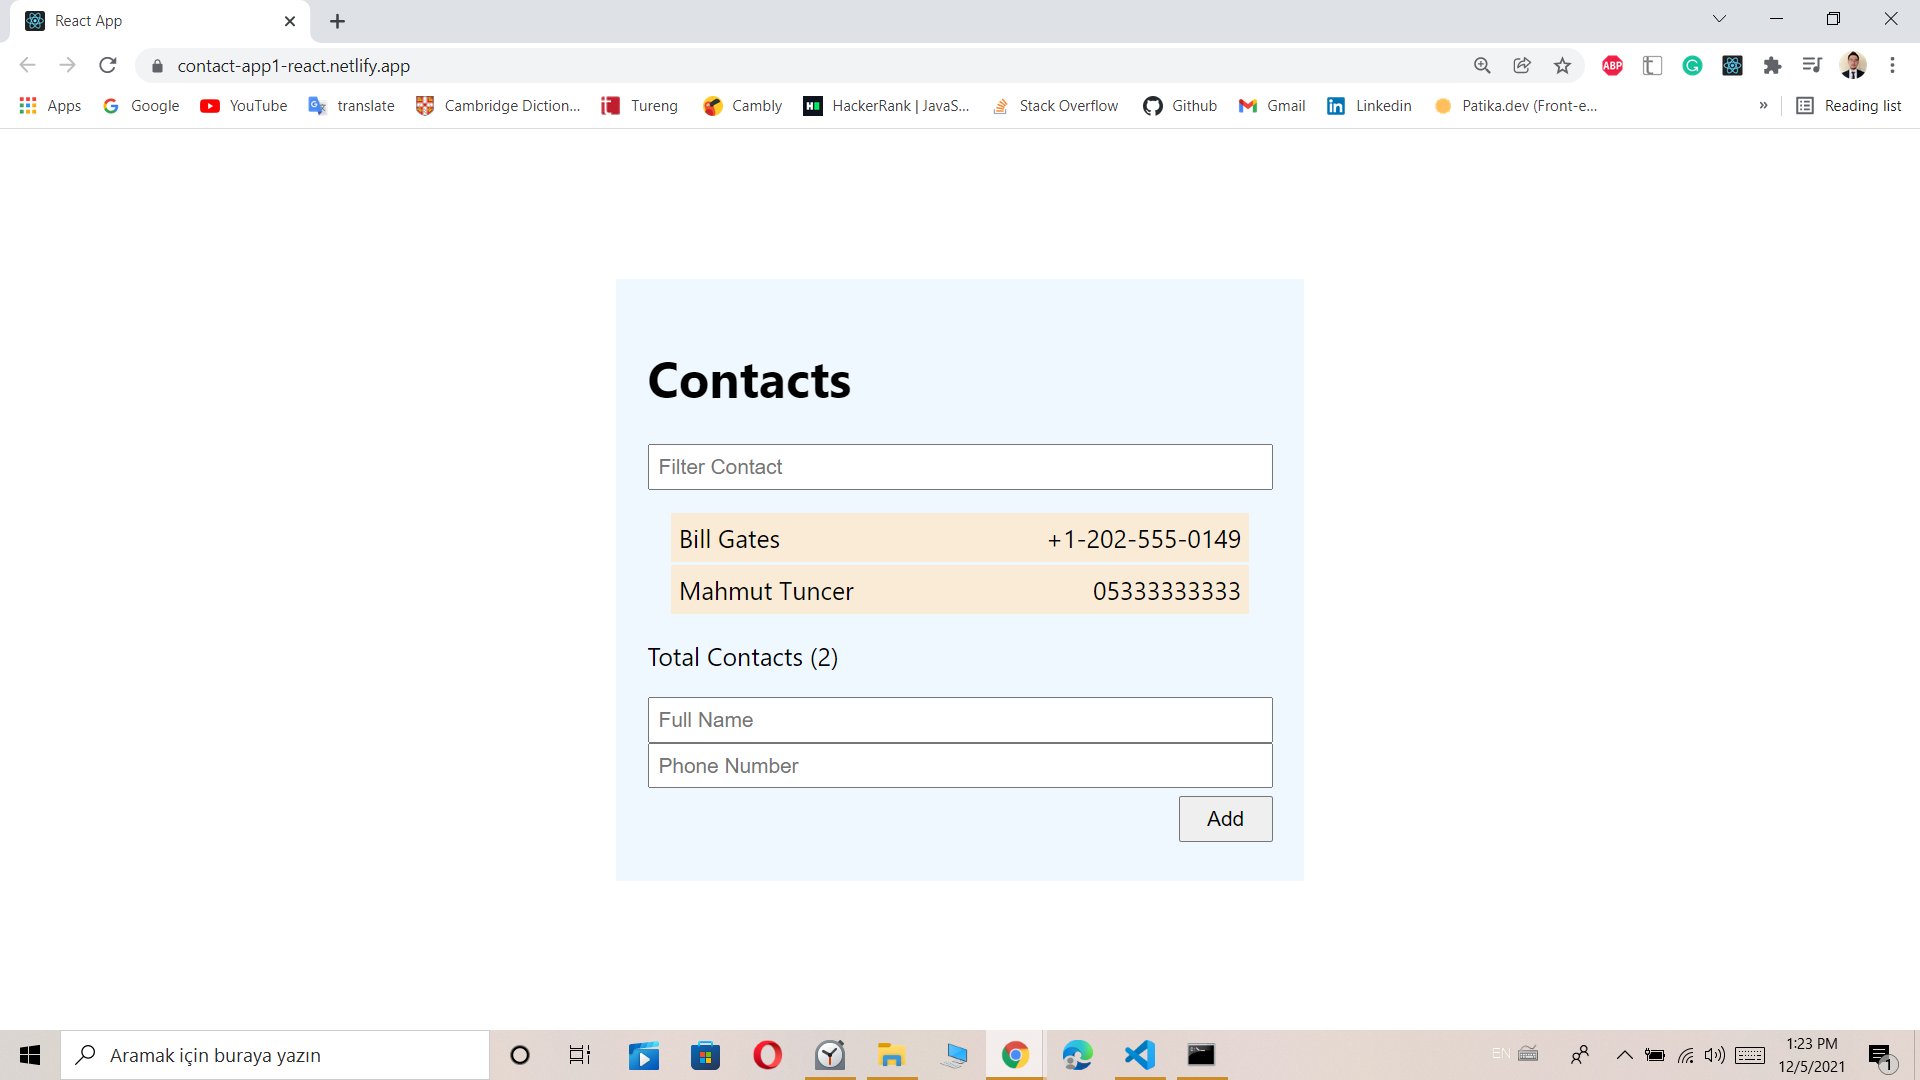 React App
contact-app1-react.netlify.app
ABP
Apps Google YouTube translate Cambridge Diction... Tureng Cambly HackerRank | JavaS... Stack Overflow Github Gmail Linkedin Patika.dev (Front-e... » Reading list
Contacts
Filter Contact
Bill Gates +1-202-555-0149
Mahmut Tuncer 05333333333
Total Contacts (2)
Full Name
Phone Number
Add
Aramak için buraya yazın
EN
1:23 PM
12/5/2021
1